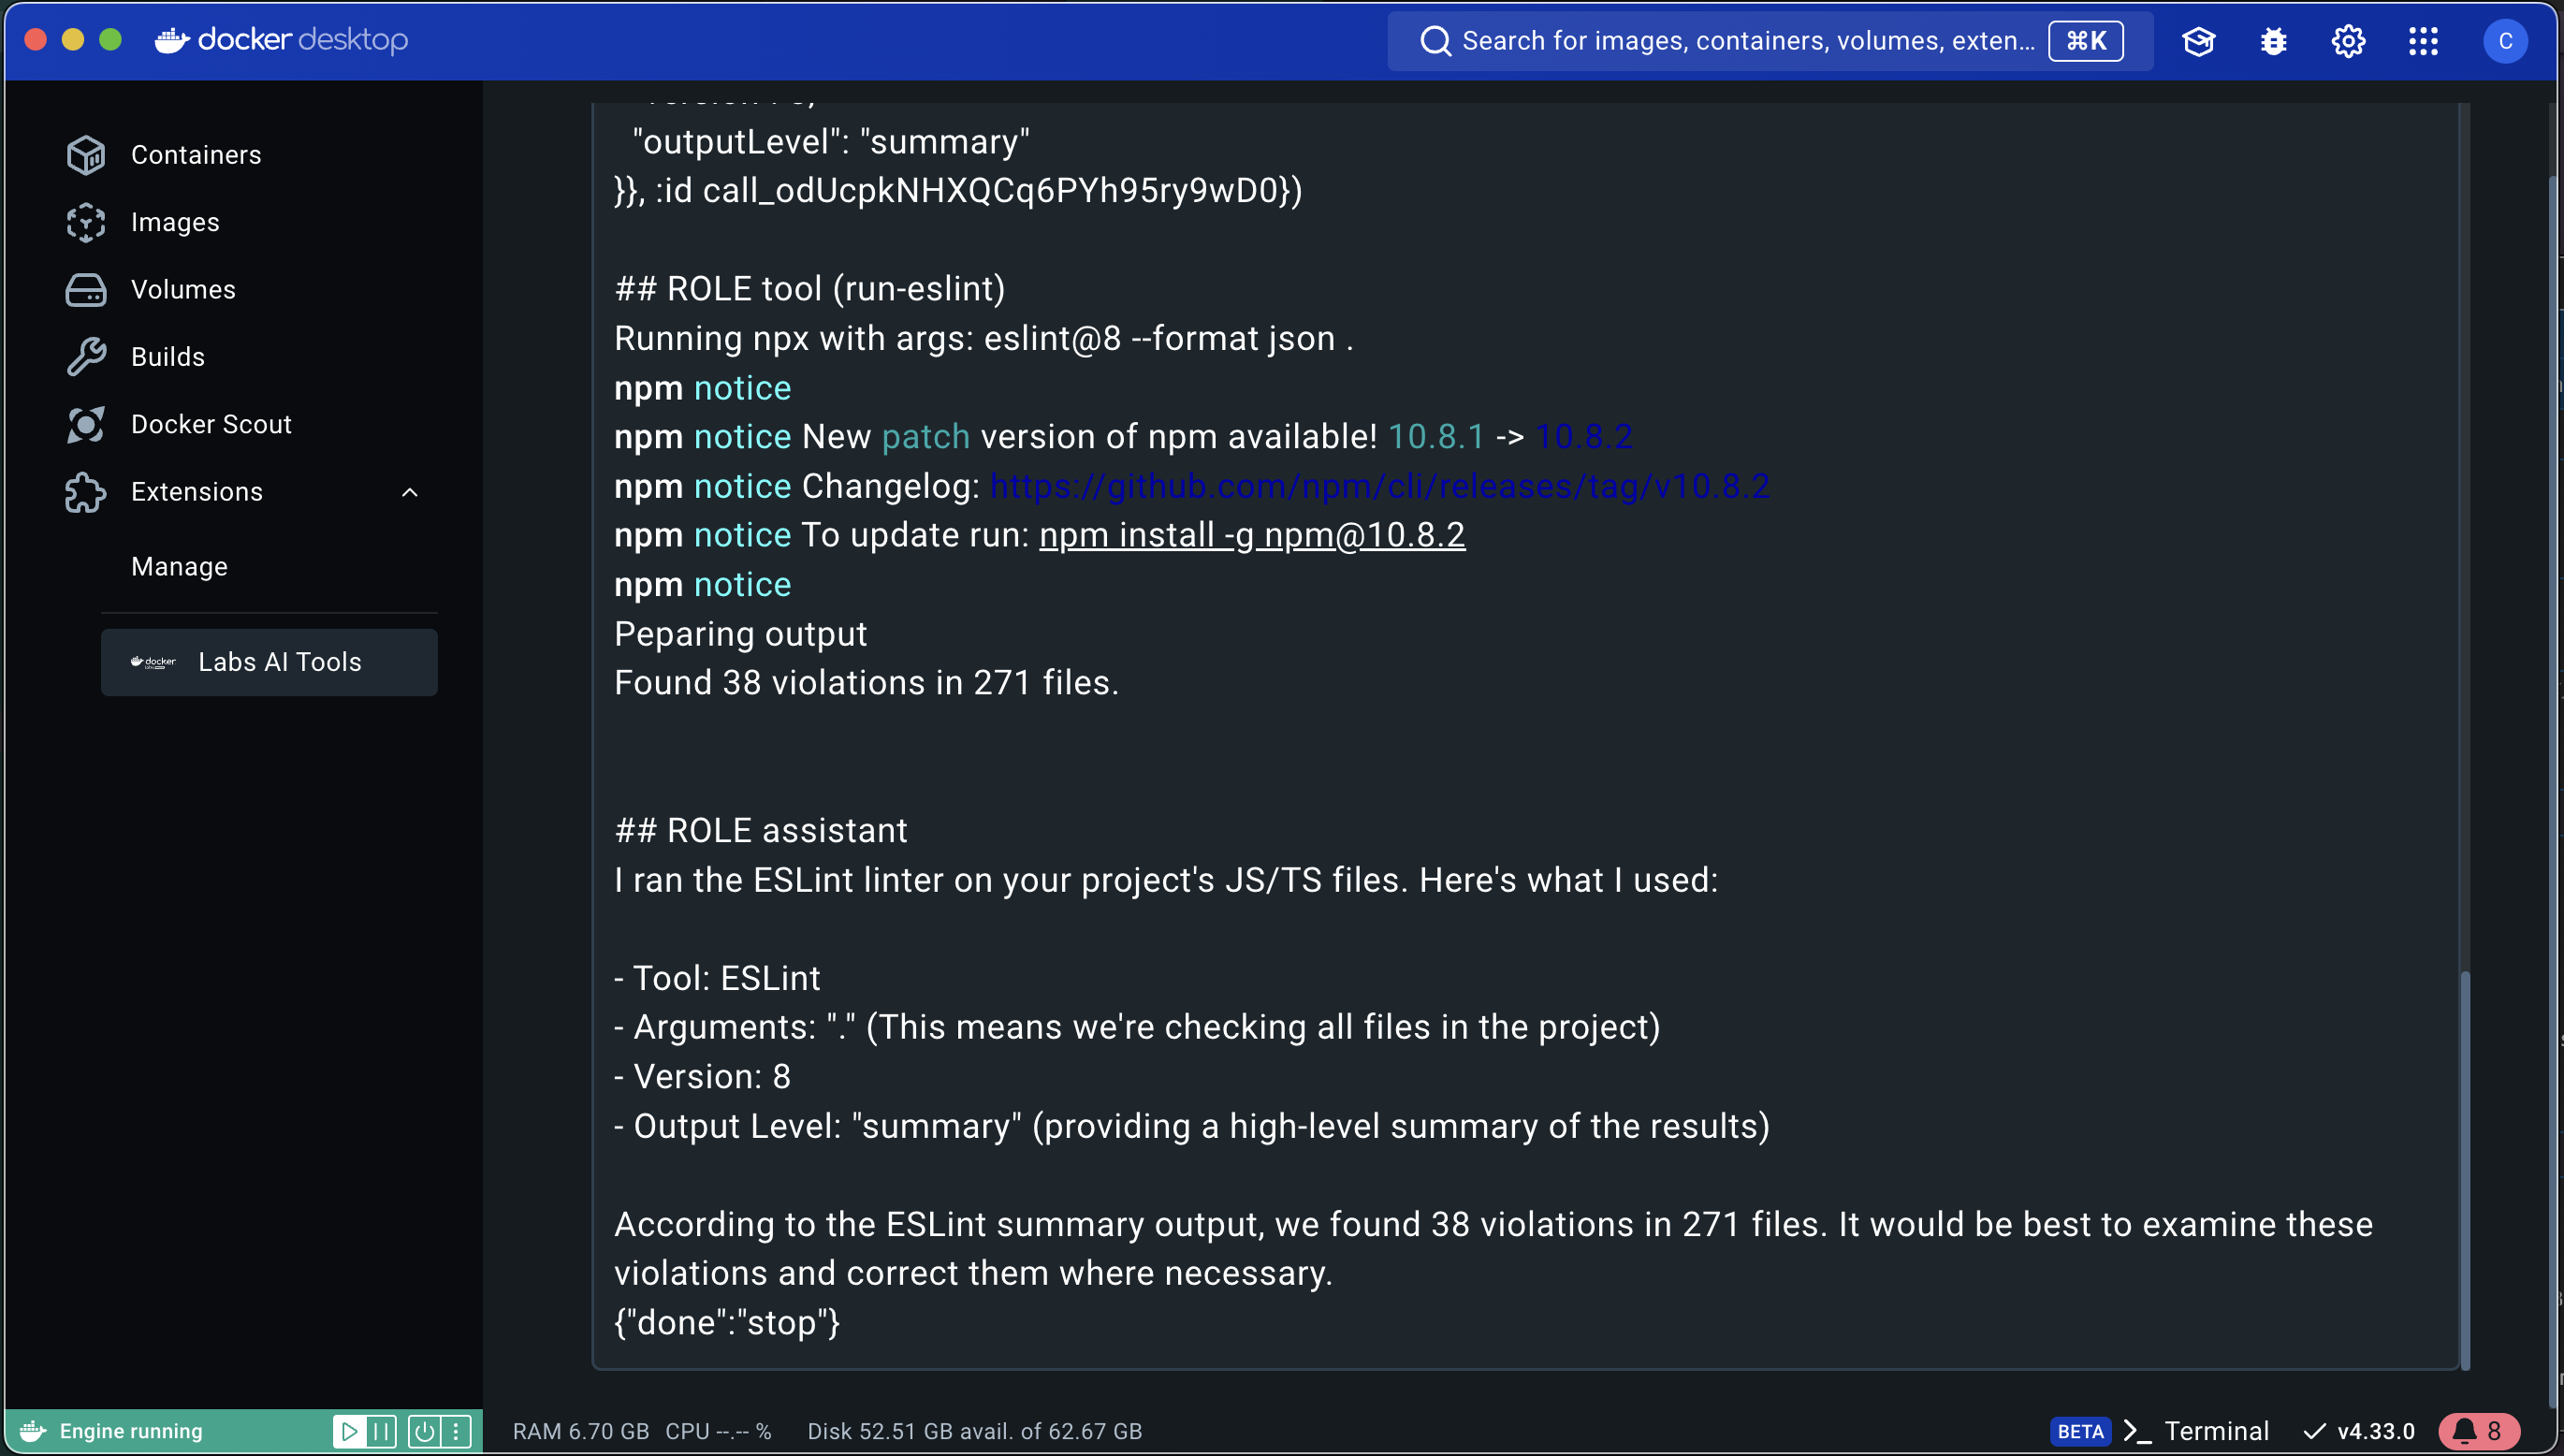 docker desktop
Search for images, containers, volumes, exten... ⌘K
C
Containers
Images
Volumes
Builds
Docker Scout
Extensions
Manage
docker Labs AI Tools
"outputLevel": "summary"
}}, :id call_odUcpkNHXQCq6PYh95ry9wD0})
## ROLE tool (run-eslint)
Running npx with args: eslint@8 --format json .
npm notice
npm notice New patch version of npm available! 10.8.1 -> 10.8.2
npm notice Changelog: https://github.com/npm/cli/releases/tag/v10.8.2
npm notice To update run: npm install -g npm@10.8.2
npm notice
Peparing output
Found 38 violations in 271 files.
## ROLE assistant
I ran the ESLint linter on your project's JS/TS files. Here's what I used:
- Tool: ESLint
- Arguments: "." (This means we're checking all files in the project)
- Version: 8
- Output Level: "summary" (providing a high-level summary of the results)
According to the ESLint summary output, we found 38 violations in 271 files. It would be best to examine these
violations and correct them where necessary.
{"done":"stop"}
Engine running
RAM 6.70 GB CPU --.-- % Disk 52.51 GB avail. of 62.67 GB
BETA >_ Terminal v4.33.0 8